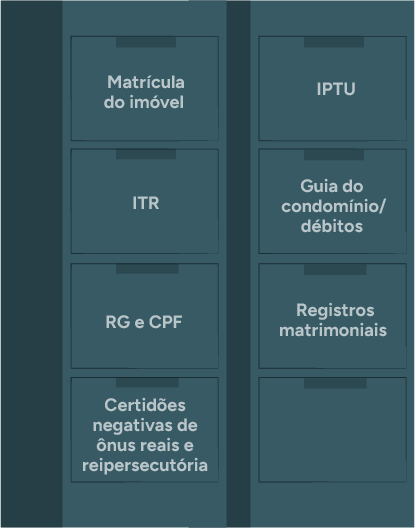 Matrícula
do imóvel
IPTU
ITR
Guia do
condomínio/
débitos
RG e CPF
Registros
matrimoniais
Certidões
negativas de
ônus reais e
reipersecutória